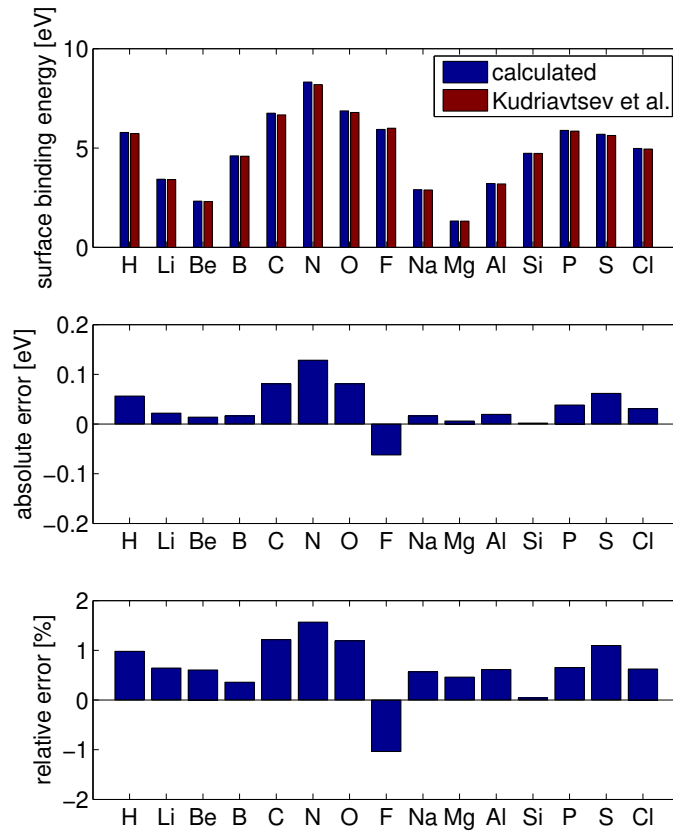 surface binding energy [eV]
10
5
0
calculated
Kudriavtsev et al.
H Li Be B C N O F Na Mg Al Si P S Cl
absolute error [eV]
0.2
0.1
0
−0.1
−0.2
H Li Be B C N O F Na Mg Al Si P S Cl
relative error [%]
2
1
0
−1
−2
H Li Be B C N O F Na Mg Al Si P S Cl